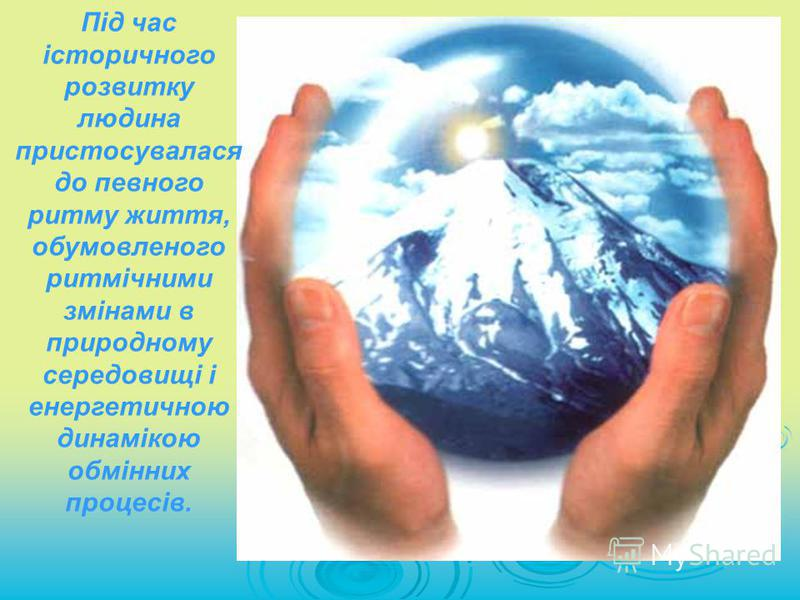 Під час
історичного
розвитку
людина
пристосувалася
до певного
ритму життя,
обумовленого
ритмічними
змінами в
природному
середовищі і
енергетичною
динамікою
обмінних
процесів.
MyShared